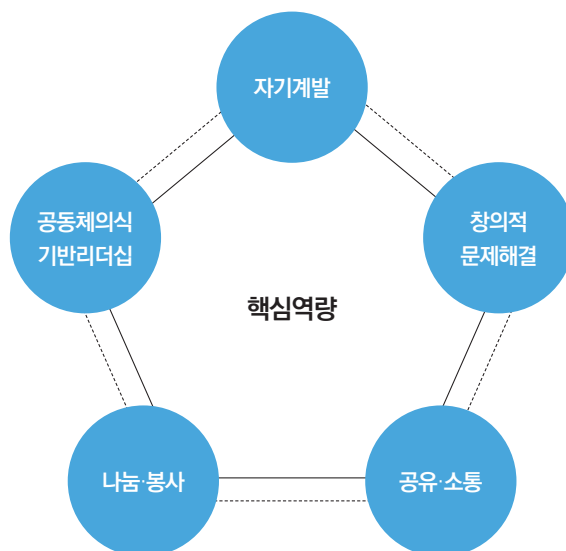 자기계발
공동체의식
기반리더십
창의적
문제해결
핵심역량
나눔·봉사
공유·소통